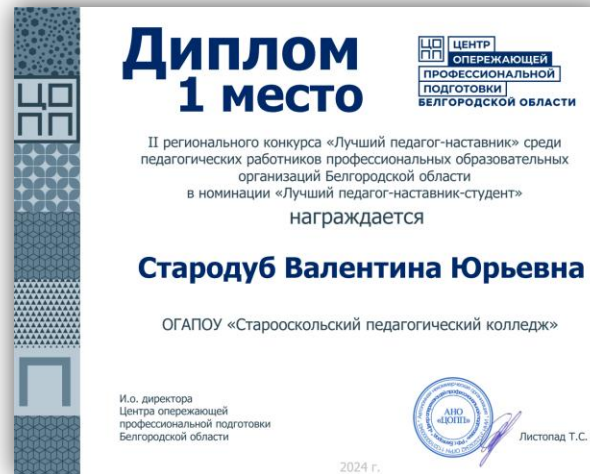 Диплом
1 место
ЦО
ПП
ЦЕНТР
ОПЕРЕЖАЮЩЕЙ
ПРОФЕССИОНАЛЬНОЙ
ПОДГОТОВКИ
БЕЛГОРОДСКОЙ ОБЛАСТИ
ЦО
ПП
II регионального конкурса «Лучший педагог-наставник» среди
педагогических работников профессиональных образовательных
организаций Белгородской области
в номинации «Лучший педагог-наставник-студент»
награждается
Стародуб Валентина Юрьевна
ОГАПОУ «Старооскольский педагогический колледж»
И.о. директора
Центра опережающей
профессиональной подготовки
Белгородской области
АНО
«ЦОПП»
Листопад Т.С.
2024 г.